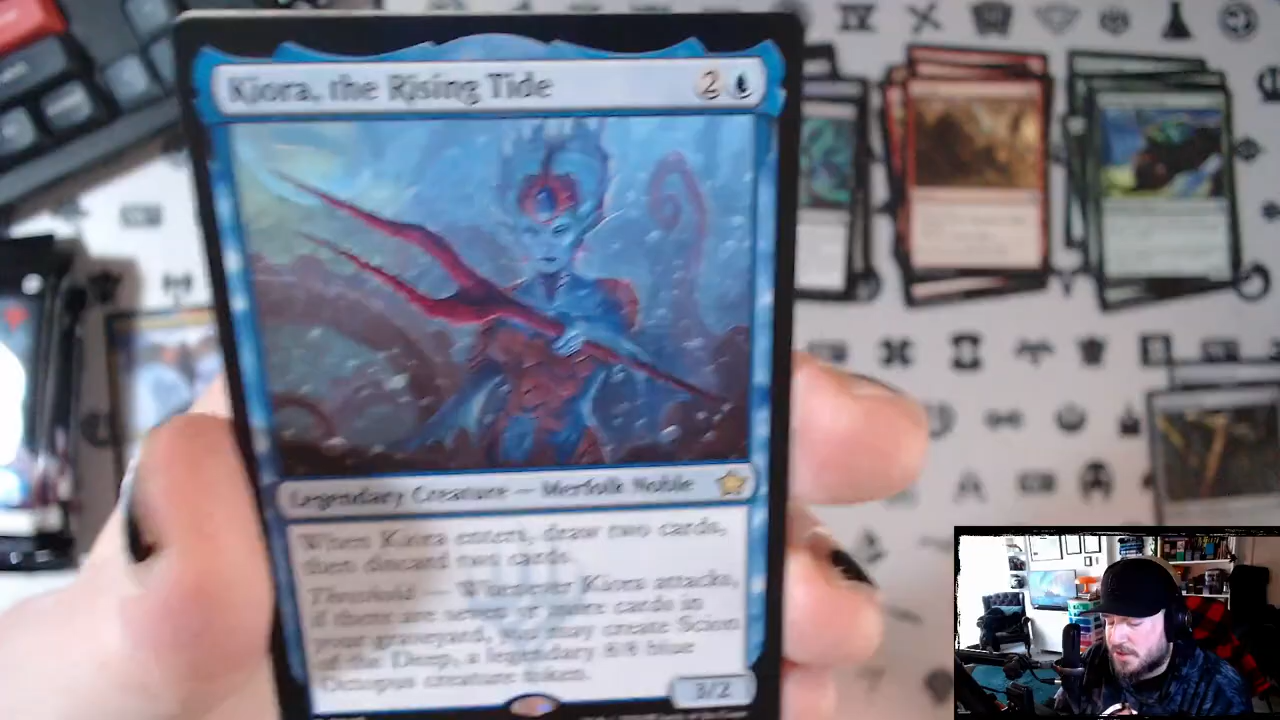 Kiora, the Rising Tide 2
Legendary Creature — Merfolk Noble
When Kiora enters, draw two cards,
then discard two cards.
Threshold — Whenever Kiora attacks,
if there are seven or more cards in
your graveyard, you may create Scion
of the Deep, a legendary 8/8 blue
Octopus creature token.
3/2